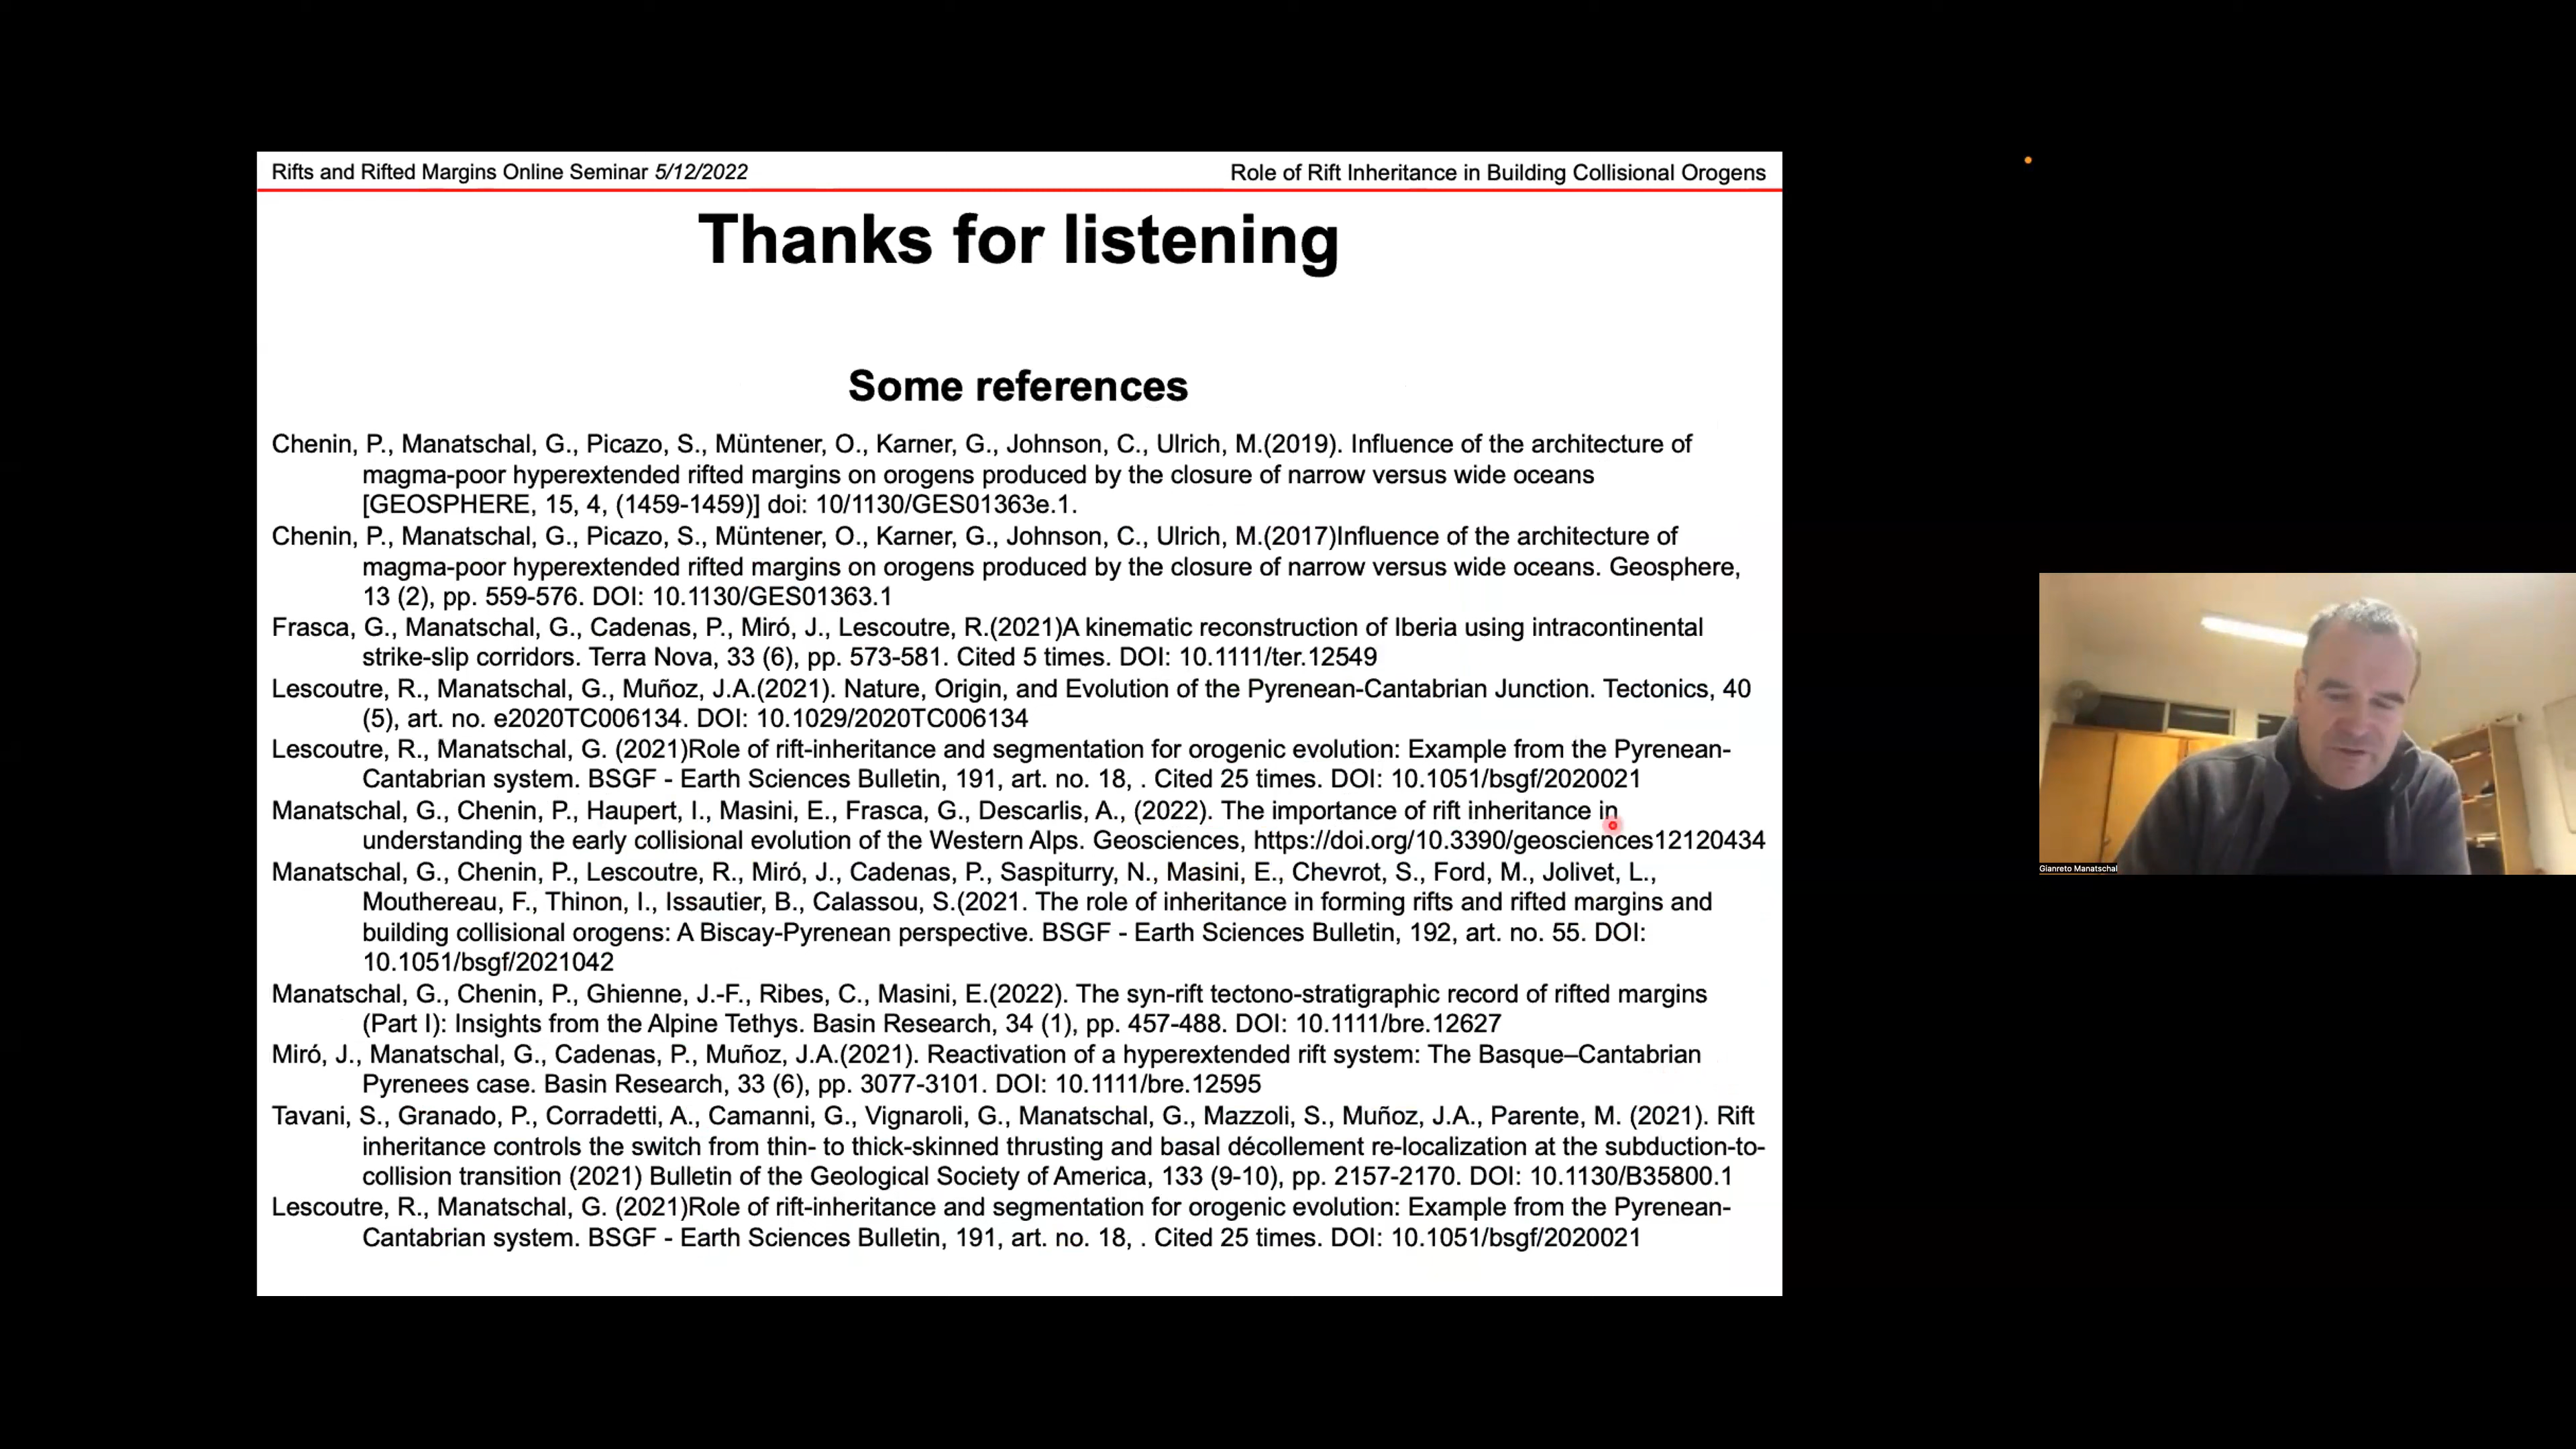 Rifts and Rifted Margins Online Seminar 5/12/2022
Role of Rift Inheritance in Building Collisional Orogens
Thanks for listening
Some references
Chenin, P., Manatschal, G., Picazo, S., Müntener, O., Karner, G., Johnson, C., Ulrich, M.(2019). Influence of the architecture of
magma-poor hyperextended rifted margins on orogens produced by the closure of narrow versus wide oceans
[GEOSPHERE, 15, 4, (1459-1459)] doi: 10/1130/GES01363e.1.
Chenin, P., Manatschal, G., Picazo, S., Müntener, O., Karner, G., Johnson, C., Ulrich, M.(2017)Influence of the architecture of
magma-poor hyperextended rifted margins on orogens produced by the closure of narrow versus wide oceans. Geosphere,
13 (2), pp. 559-576. DOI: 10.1130/GES01363.1
Frasca, G., Manatschal, G., Cadenas, P., Miró, J., Lescoutre, R.(2021)A kinematic reconstruction of Iberia using intracontinental
strike-slip corridors. Terra Nova, 33 (6), pp. 573-581. Cited 5 times. DOI: 10.1111/ter.12549
Lescoutre, R., Manatschal, G., Muñoz, J.A.(2021). Nature, Origin, and Evolution of the Pyrenean-Cantabrian Junction. Tectonics, 40
(5), art. no. e2020TC006134. DOI: 10.1029/2020TC006134
Lescoutre, R., Manatschal, G. (2021)Role of rift-inheritance and segmentation for orogenic evolution: Example from the Pyrenean-
Cantabrian system. BSGF - Earth Sciences Bulletin, 191, art. no. 18, . Cited 25 times. DOI: 10.1051/bsgf/2020021
Manatschal, G., Chenin, P., Haupert, I., Masini, E., Frasca, G., Descarlis, A., (2022). The importance of rift inheritance in
understanding the early collisional evolution of the Western Alps. Geosciences, https://doi.org/10.3390/geosciences12120434
Manatschal, G., Chenin, P., Lescoutre, R., Miró, J., Cadenas, P., Saspiturry, N., Masini, E., Chevrot, S., Ford, M., Jolivet, L.,
Mouthereau, F., Thinon, I., Issautier, B., Calassou, S.(2021. The role of inheritance in forming rifts and rifted margins and
building collisional orogens: A Biscay-Pyrenean perspective. BSGF - Earth Sciences Bulletin, 192, art. no. 55. DOI:
10.1051/bsgf/2021042
Manatschal, G., Chenin, P., Ghienne, J.-F., Ribes, C., Masini, E.(2022). The syn-rift tectono-stratigraphic record of rifted margins
(Part I): Insights from the Alpine Tethys. Basin Research, 34 (1), pp. 457-488. DOI: 10.1111/bre.12627
Miró, J., Manatschal, G., Cadenas, P., Muñoz, J.A.(2021). Reactivation of a hyperextended rift system: The Basque–Cantabrian
Pyrenees case. Basin Research, 33 (6), pp. 3077-3101. DOI: 10.1111/bre.12595
Tavani, S., Granado, P., Corradetti, A., Camanni, G., Vignaroli, G., Manatschal, G., Mazzoli, S., Muñoz, J.A., Parente, M. (2021). Rift
inheritance controls the switch from thin- to thick-skinned thrusting and basal décollement re-localization at the subduction-to-
collision transition (2021) Bulletin of the Geological Society of America, 133 (9-10), pp. 2157-2170. DOI: 10.1130/B35800.1
Lescoutre, R., Manatschal, G. (2021)Role of rift-inheritance and segmentation for orogenic evolution: Example from the Pyrenean-
Cantabrian system. BSGF - Earth Sciences Bulletin, 191, art. no. 18, . Cited 25 times. DOI: 10.1051/bsgf/2020021
Gianreto Manatschal